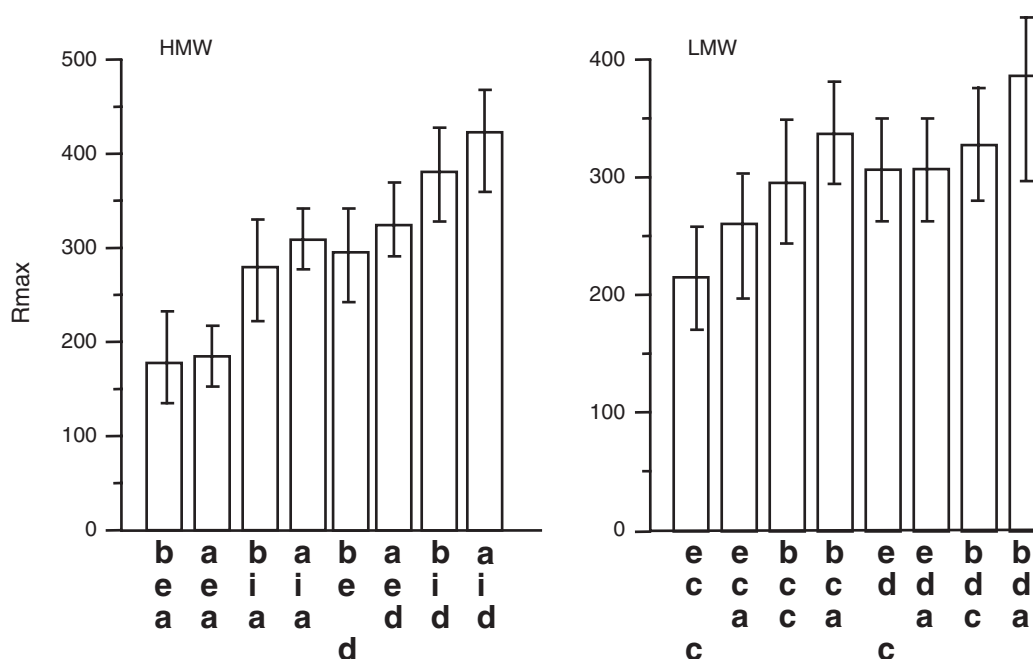 HMW
LMW
500
400
300
200
100
0
Rmax
400
300
200
100
0
b a b a b a b a
e e i i e e i i
a a a a d d d
d
e e b b e e b b
c c c c d d d d
a c a a c a
c c